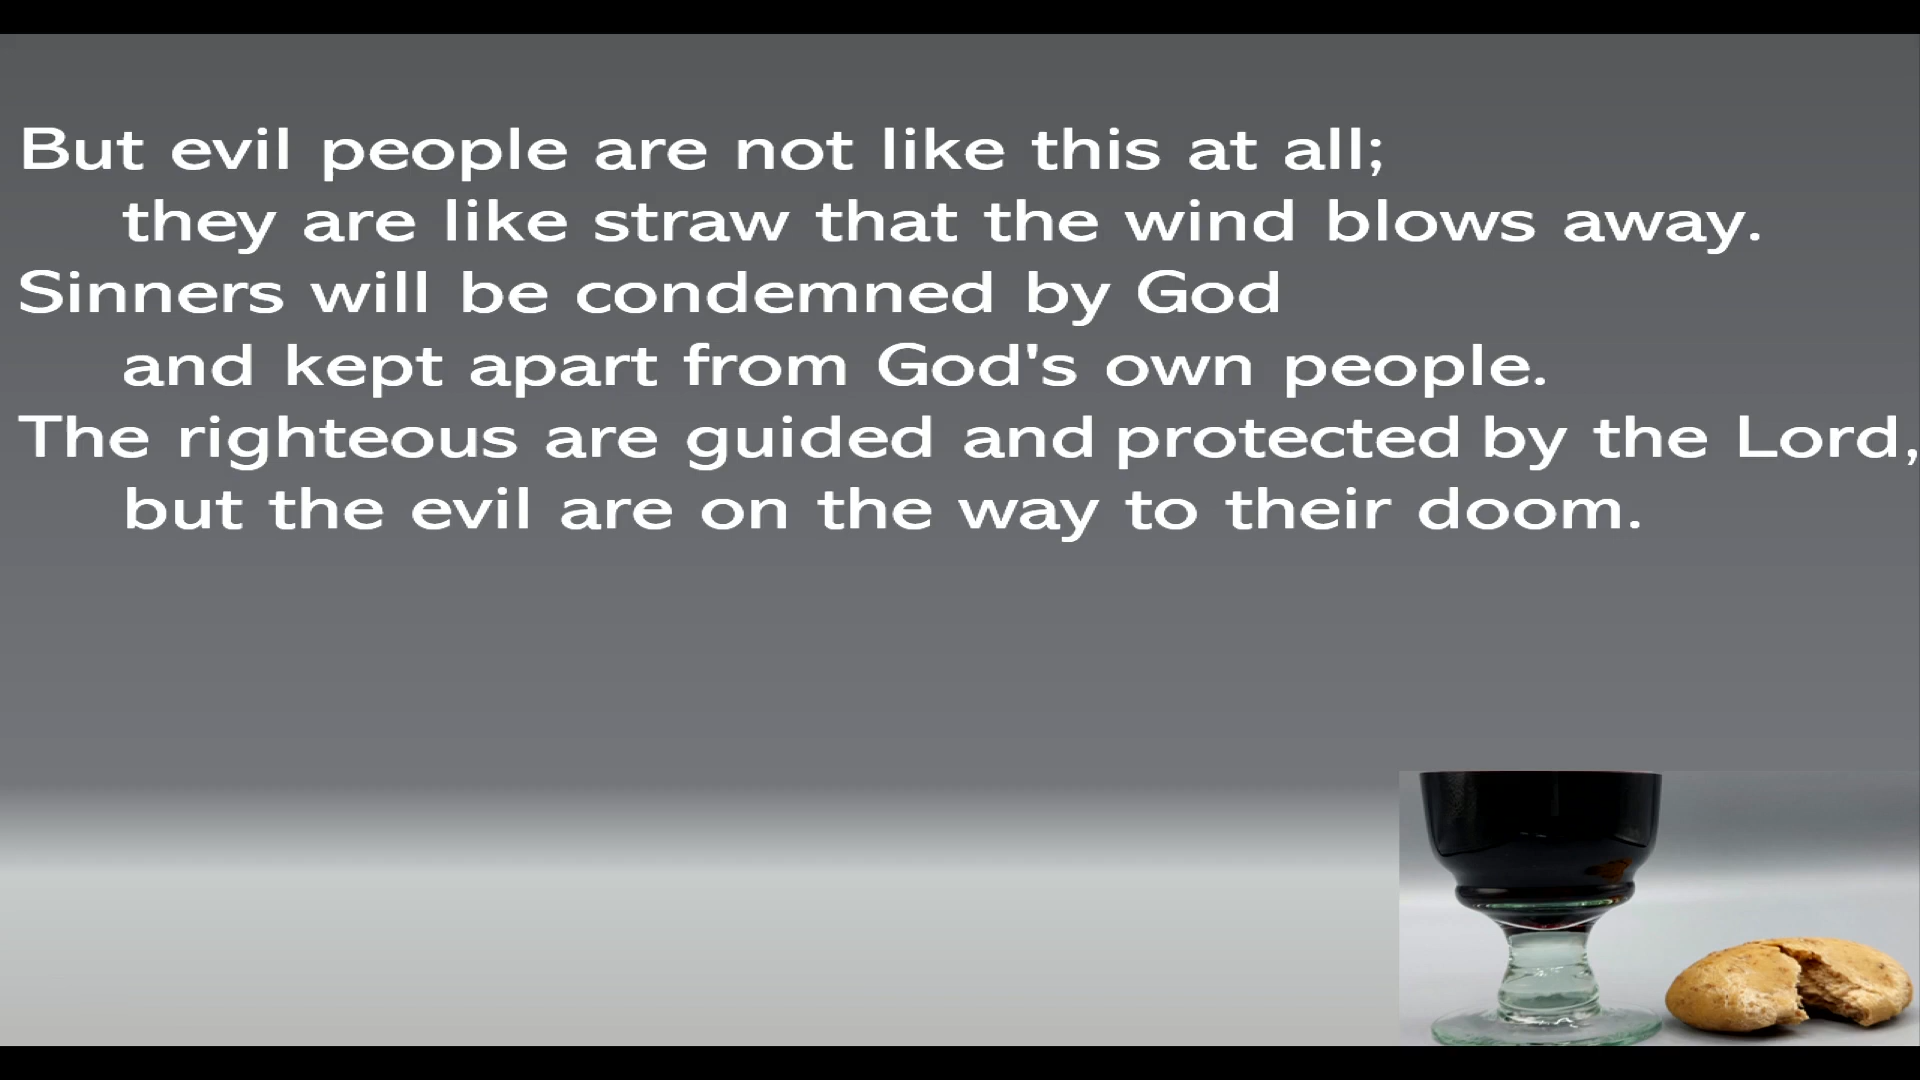 But evil people are not like this at all;
they are like straw that the wind blows away.
Sinners will be condemned by God
and kept apart from God's own people.
The righteous are guided and protected by the Lord,
but the evil are on the way to their doom.